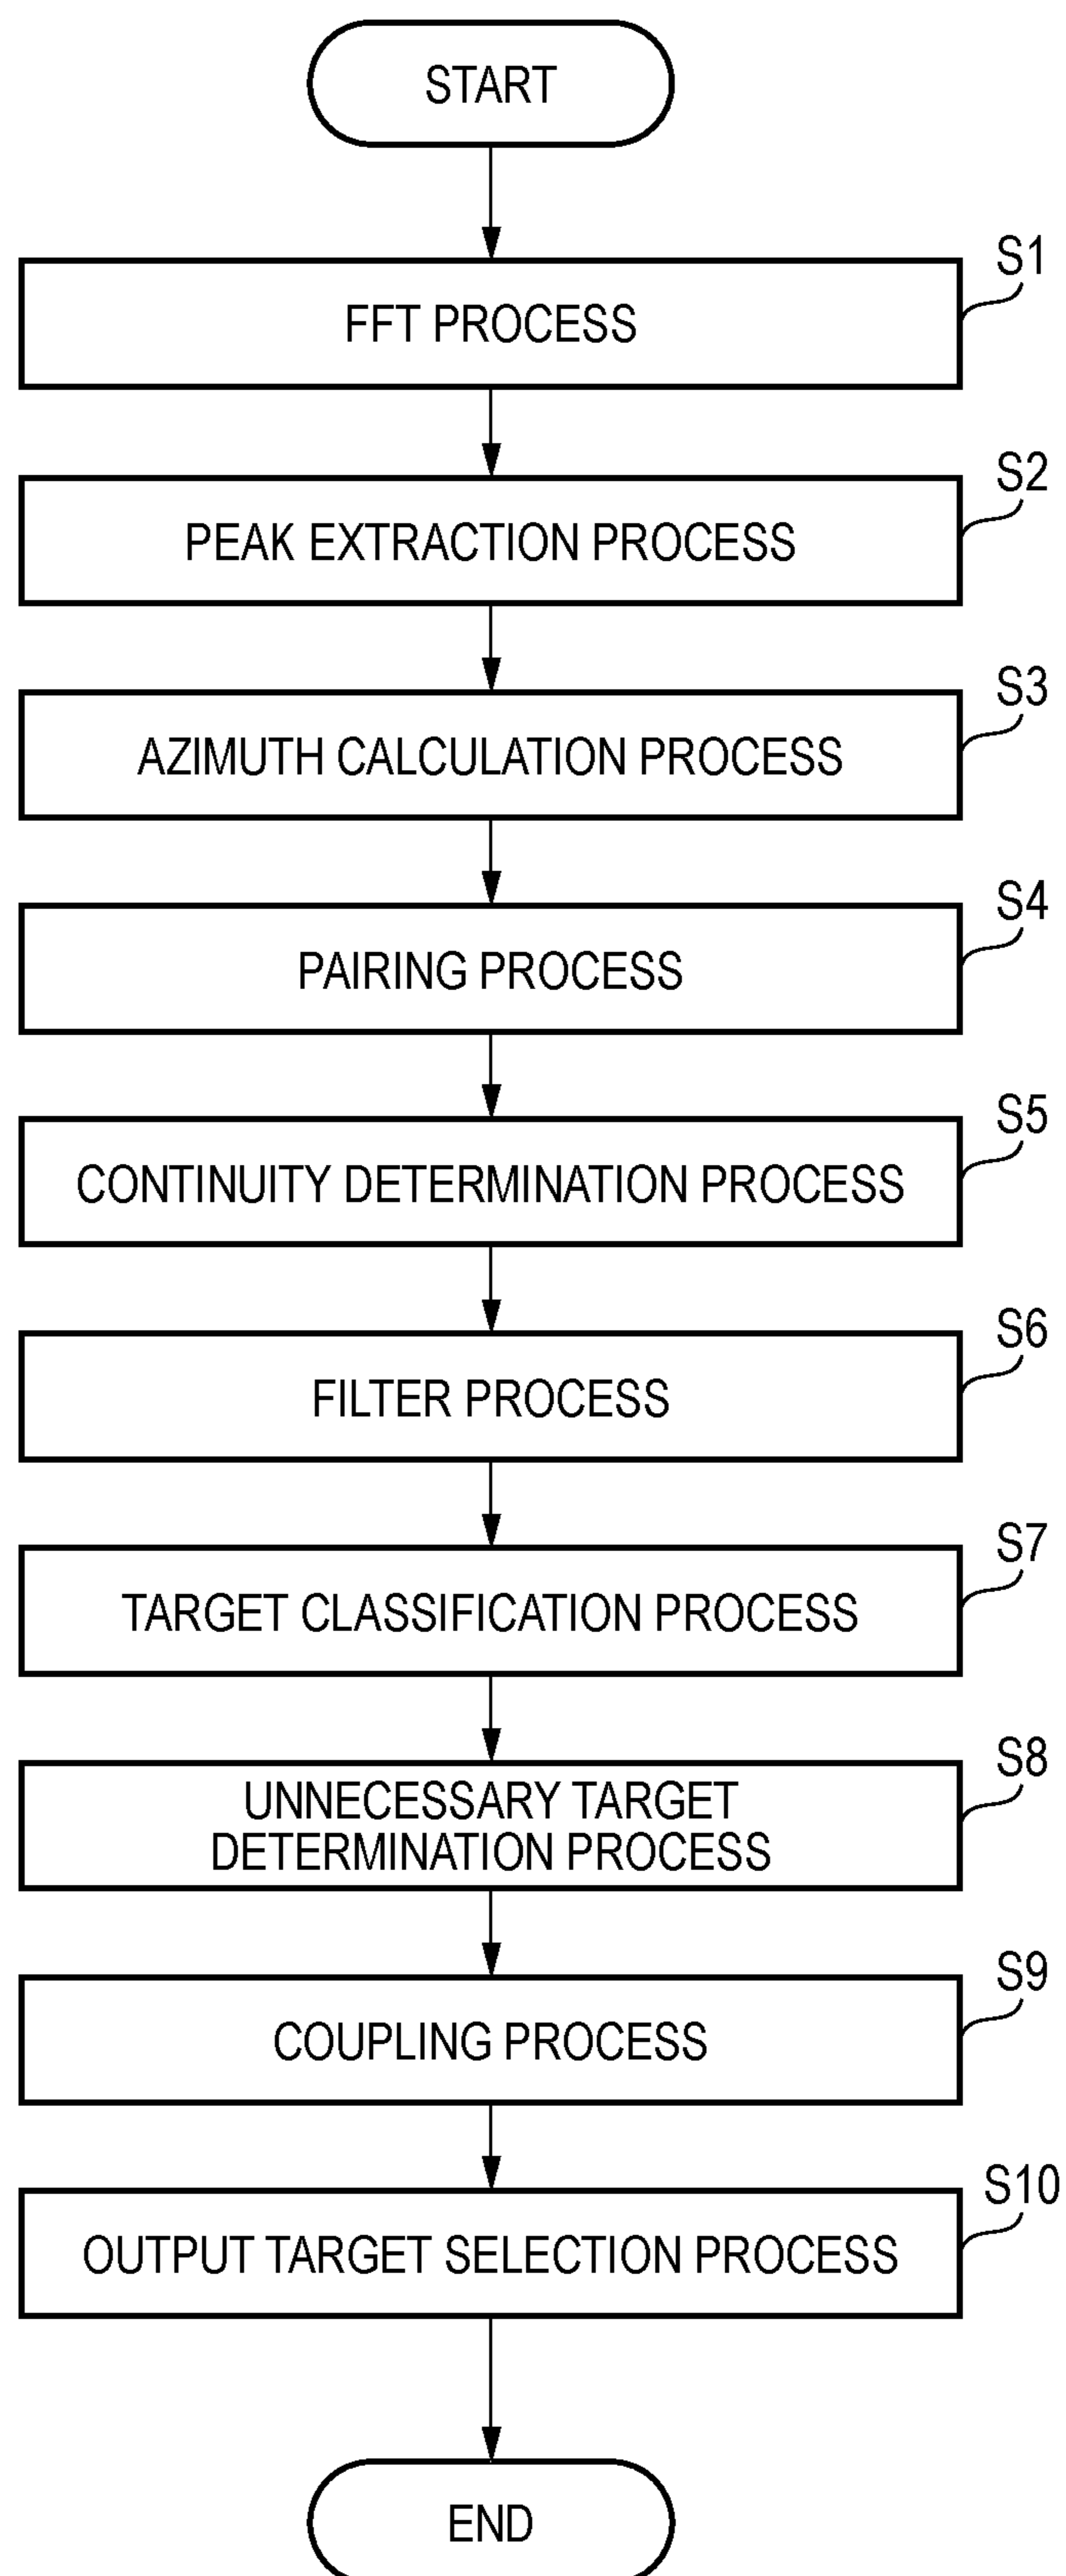 START
S1
FFT PROCESS
S2
PEAK EXTRACTION PROCESS
S3
AZIMUTH CALCULATION PROCESS
S4
PAIRING PROCESS
S5
CONTINUITY DETERMINATION PROCESS
S6
FILTER PROCESS
S7
TARGET CLASSIFICATION PROCESS
S8
UNNECESSARY TARGET
DETERMINATION PROCESS
S9
COUPLING PROCESS
S10
OUTPUT TARGET SELECTION PROCESS
END